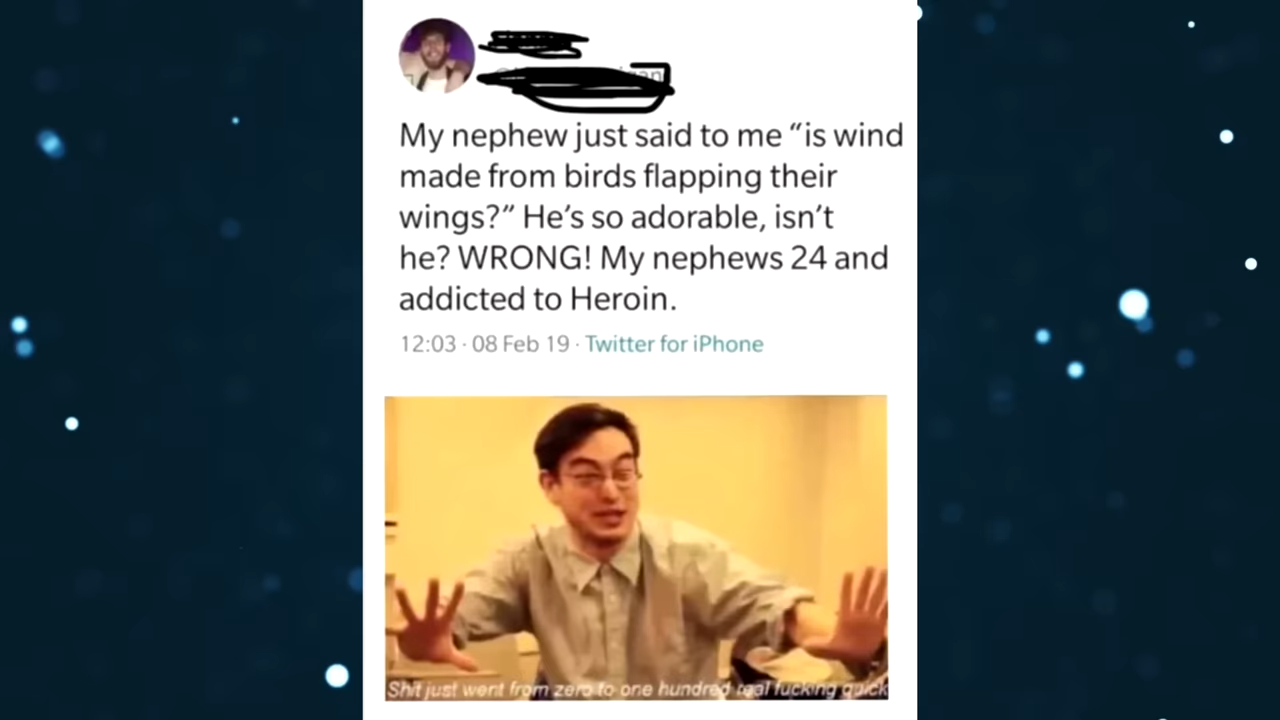 My nephew just said to me “is wind
made from birds flapping their
wings?” He’s so adorable, isn’t
he? WRONG! My nephews 24 and
addicted to Heroin.
12:03 · 08 Feb 19 · Twitter for iPhone
Shit just went from zero to one hundred real fucking quick